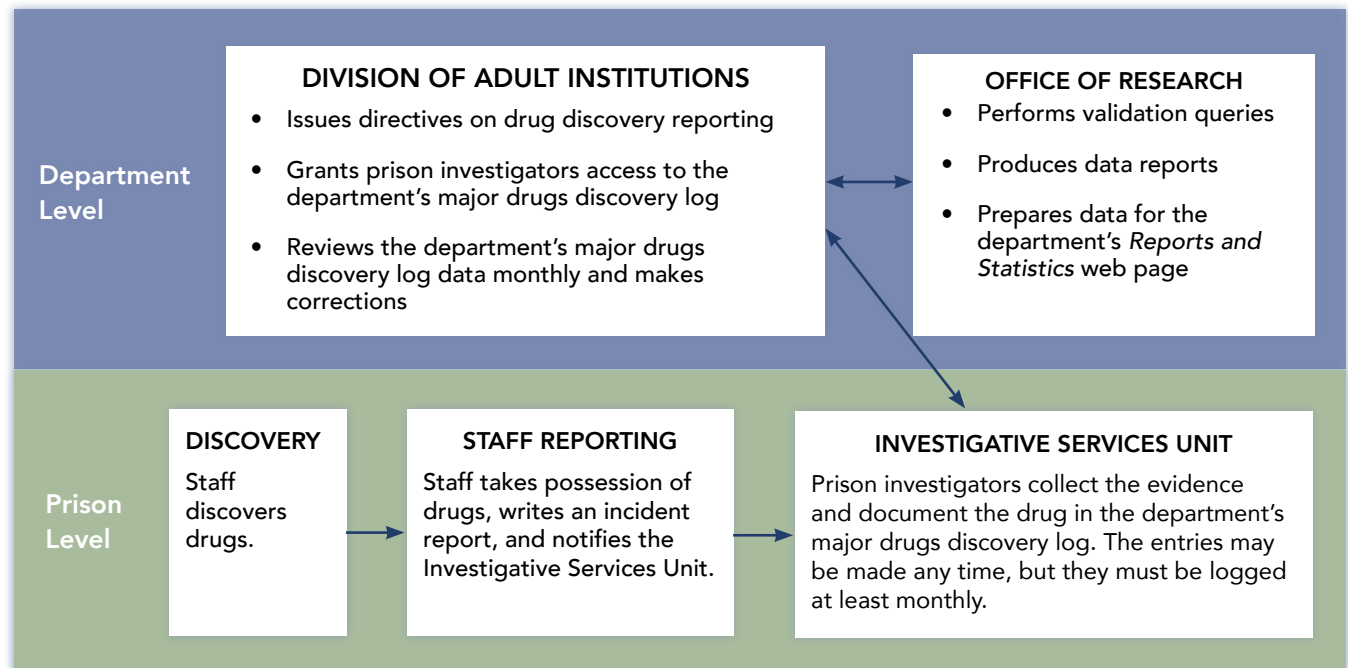 Department
Level
DIVISION OF ADULT INSTITUTIONS
• Issues directives on drug discovery reporting
• Grants prison investigators access to the
department’s major drugs discovery log
• Reviews the department’s major drugs
discovery log data monthly and makes
corrections
OFFICE OF RESEARCH
• Performs validation queries
• Produces data reports
• Prepares data for the
department’s Reports and
Statistics web page
Prison
Level
DISCOVERY
Staff
discovers
drugs.
STAFF REPORTING
Staff takes possession of
drugs, writes an incident
report, and notifies the
Investigative Services Unit.
INVESTIGATIVE SERVICES UNIT
Prison investigators collect the evidence
and document the drug in the department’s
major drugs discovery log. The entries may
be made any time, but they must be logged
at least monthly.